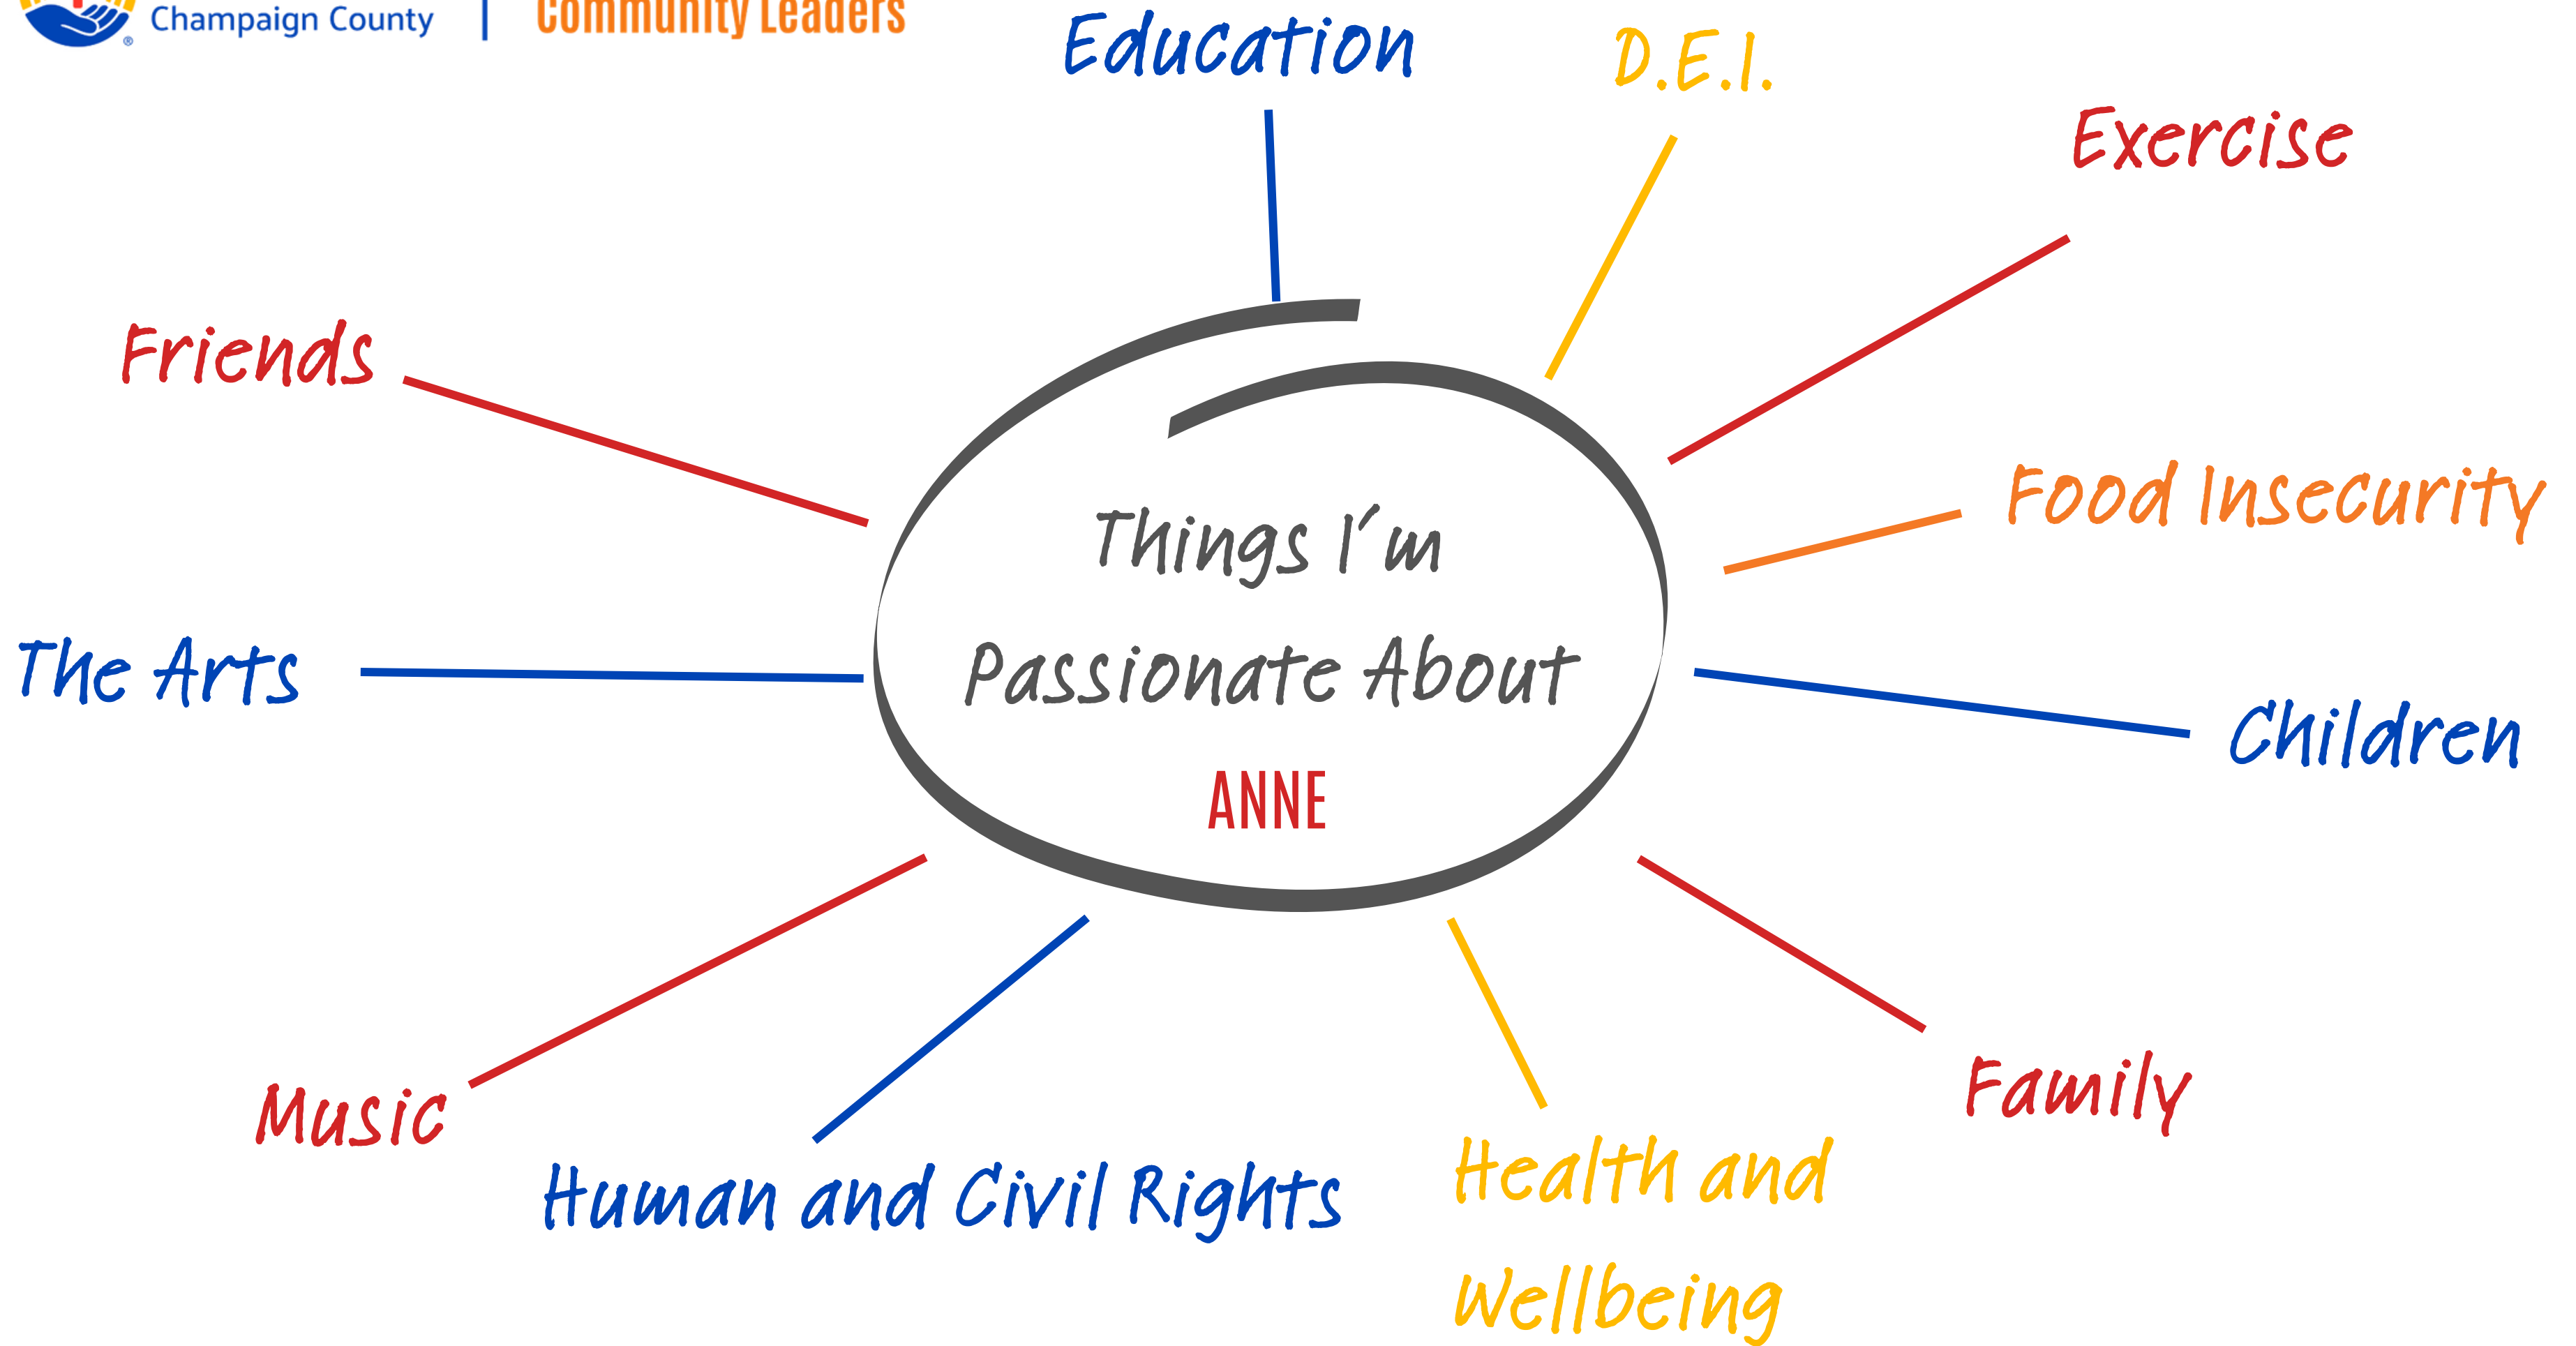 Champaign County
Community Leaders
Education
D.E.I.
Exercise
Friends
Food Insecurity
Things I'm
Passionate About
ANNE
The Arts
Children
Music
Family
Human and Civil Rights
Health and
Wellbeing